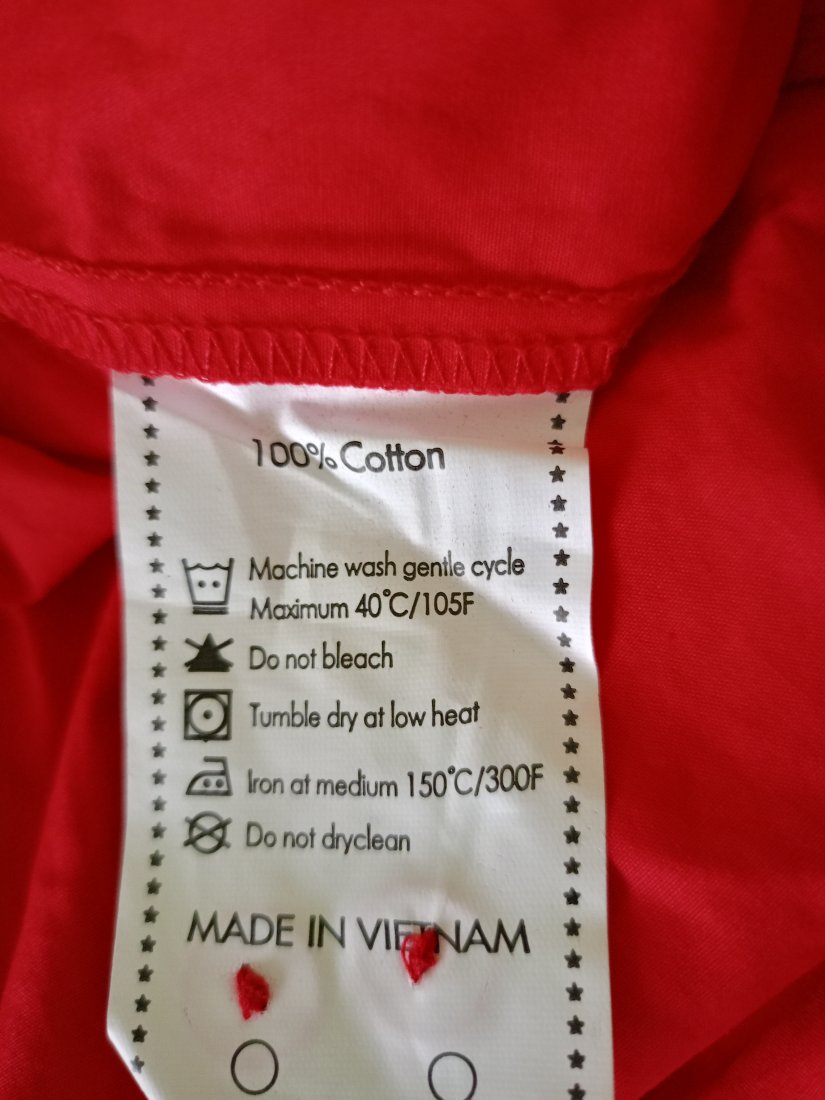 100% Cotton
Machine wash gentle cycle
Maximum 40°C/105F
Do not bleach
Tumble dry at low heat
Iron at medium 150°C/300F
Do not dryclean
MADE IN VIETNAM